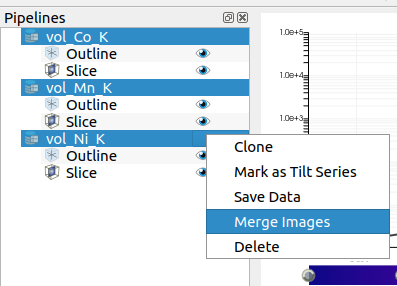 Pipelines
vol_Co_K
Outline
Slice
vol_Mn_K
Outline
Slice
vol_Ni_K
Outline
Slice
Clone
Mark as Tilt Series
Save Data
Merge Images
Delete
1.0e+5
1.0e+4
1.0e+3